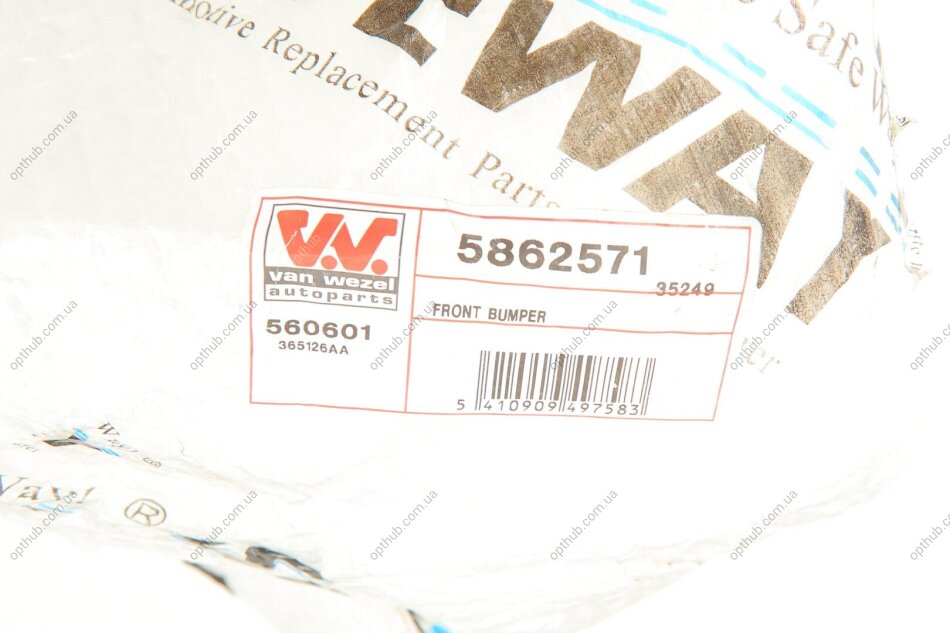 Safe W
EWAY
Replacement Parts
V.W.
van wezel
autoparts
5862571
35249
560601
365126AA
FRONT BUMPER
5 410909 497583
Way!
®
opthub.com.ua